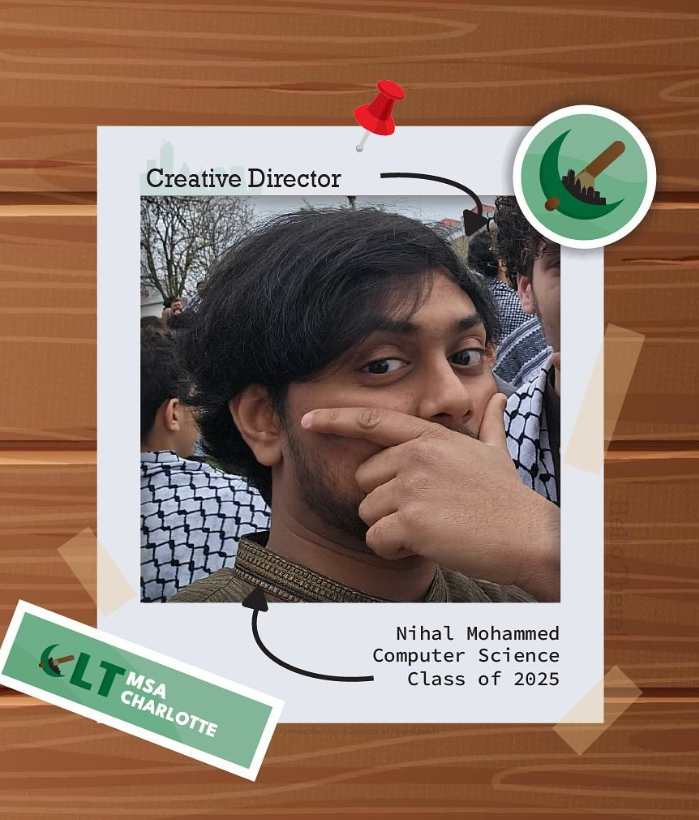 Creative Director
Nihal Mohammed
Computer Science
Class of 2025
CLT MSA
CHARLOTTE